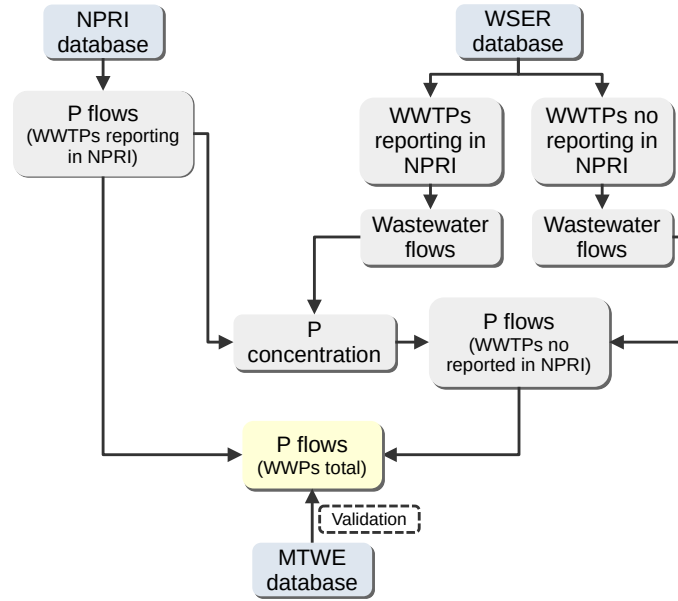 NPRI
database
WSER
database
P flows
(WWTPs reporting
in NPRI)
WWTPs
reporting in
NPRI
WWTPs no
reporting in
NPRI
Wastewater
flows
Wastewater
flows
P
concentration
P flows
(WWTPs no
reported in NPRI)
P flows
(WWPs total)
Validation
MTWE
database